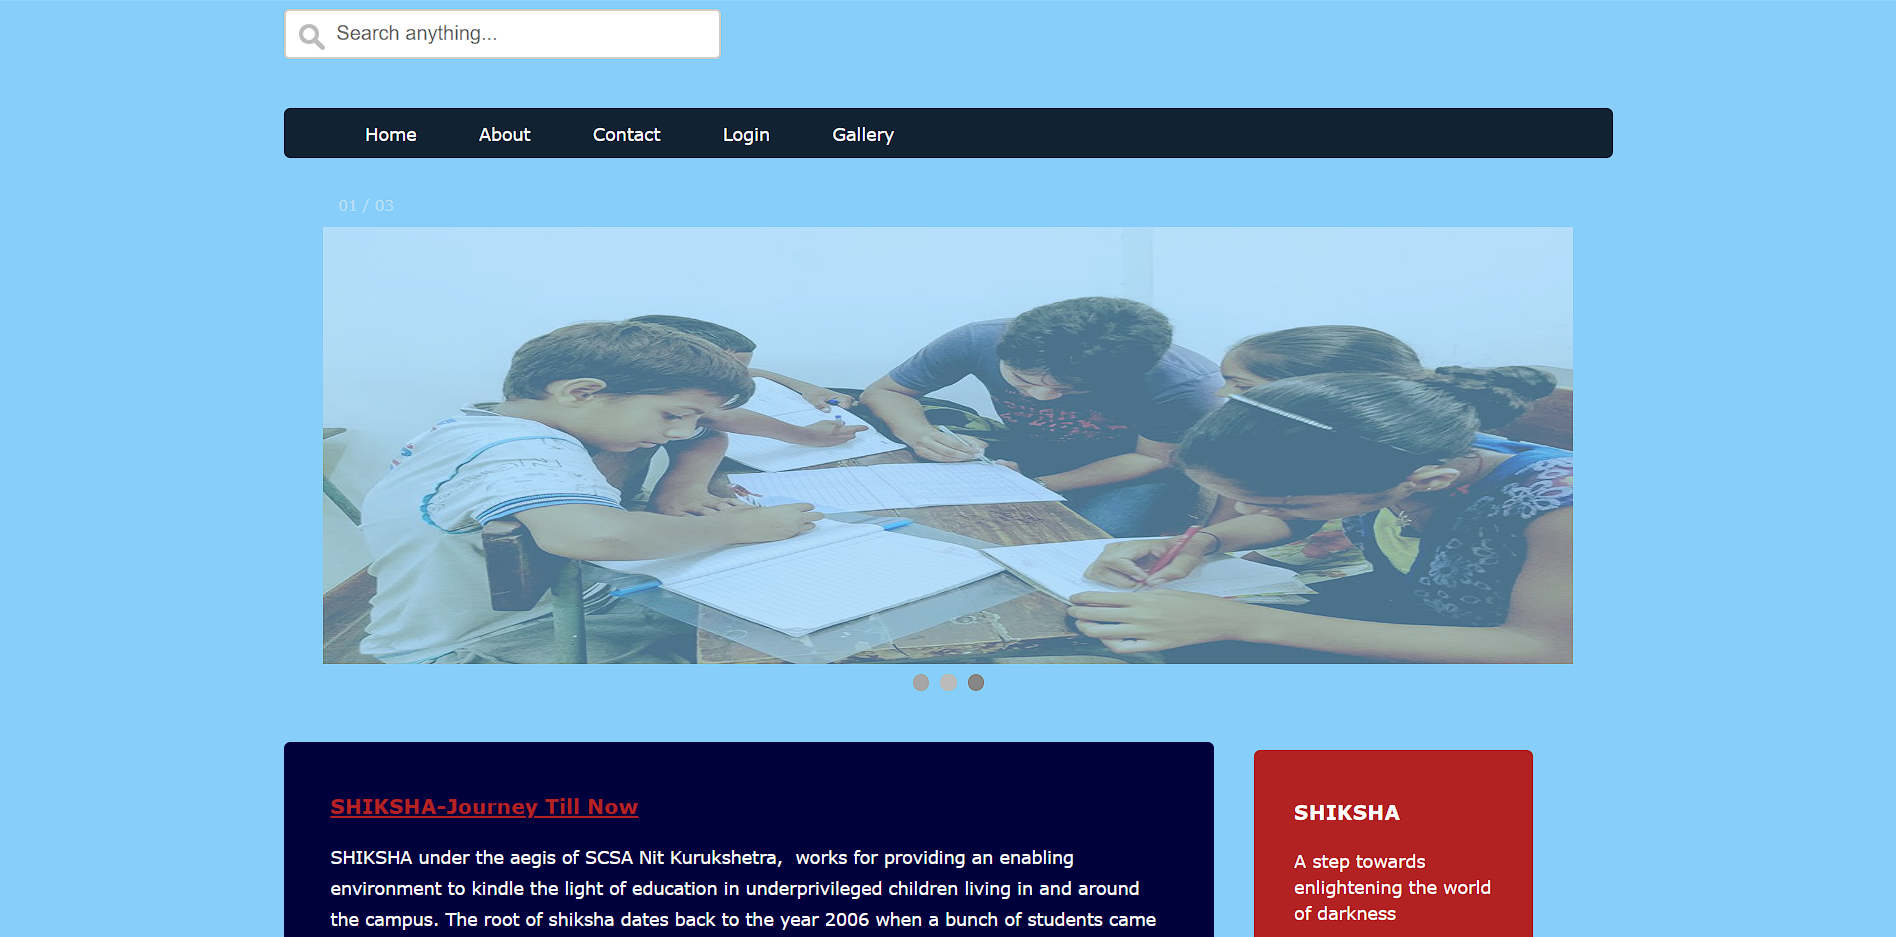 Search anything...
Home About Contact Login Gallery
01 / 03
SHIKSHA-Journey Till Now
SHIKSHA under the aegis of SCSA Nit Kurukshetra, works for providing an enabling
environment to kindle the light of education in underprivileged children living in and around
the campus. The root of shiksha dates back to the year 2006 when a bunch of students came
SHIKSHA
A step towards
enlightening the world
of darkness